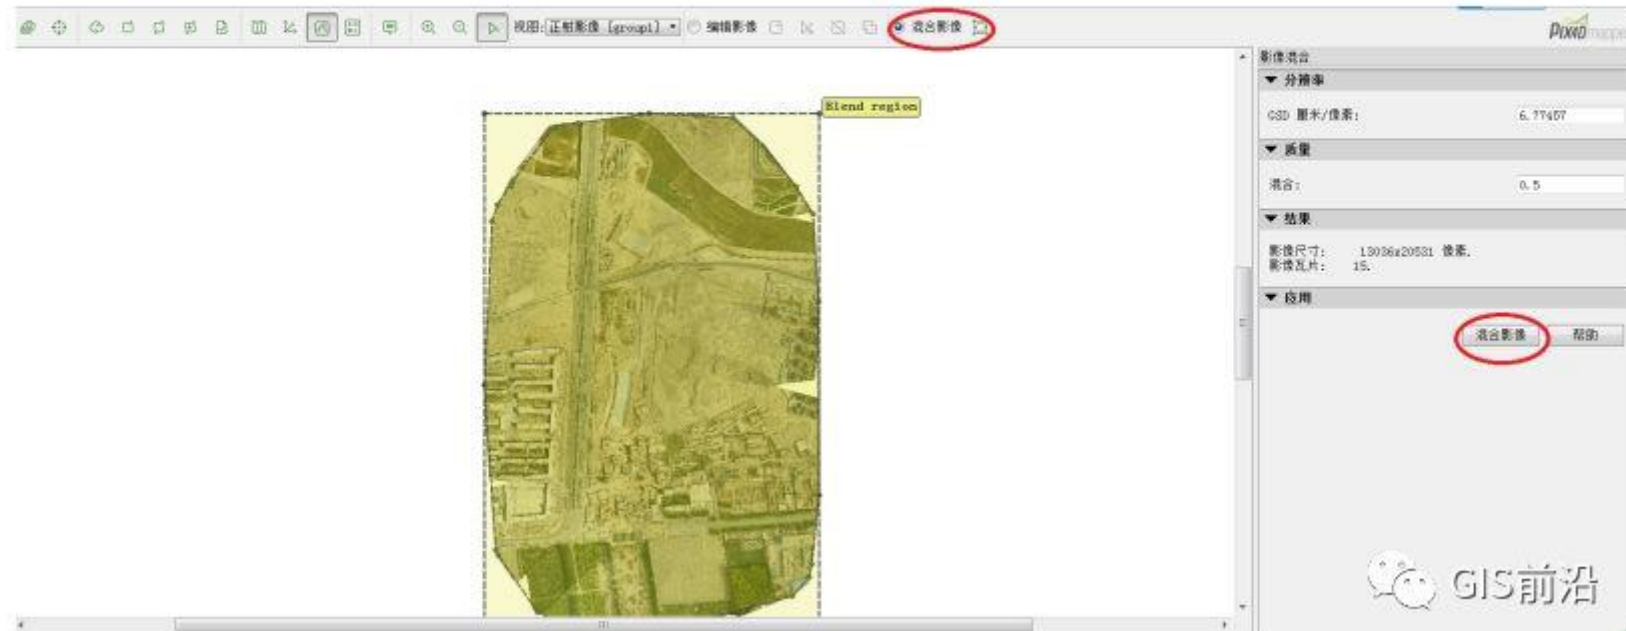 视图: 正射影像 [group1] 编辑影像 混合影像
PIX4Dmapper
影像混合
分辨率
GSD 厘米/像素: 6.77457
质量
混合: 0.5
结果
影像尺寸: 13036x20531 像素.
影像瓦片: 15.
应用
混合影像 帮助
Blend region
GIS前沿